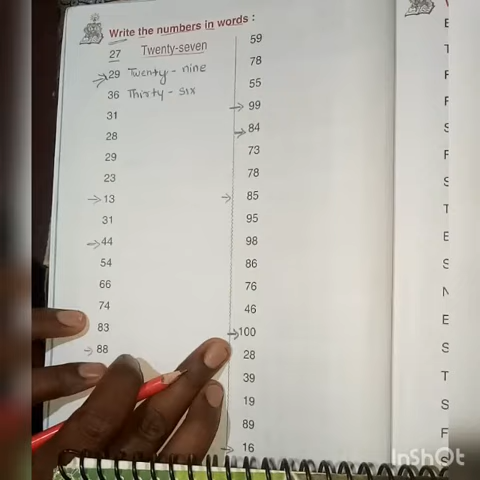 Write the numbers in words :
27 Twenty-seven
29 Twenty - nine
36 Thirty - six
31
28
29
23
13
31
44
54
66
74
83
88
59
78
55
99
84
73
78
85
95
98
86
76
46
100
28
39
19
89
16
E
T
F
F
S
F
S
T
E
S
N
E
S
T
S
F
InShOt